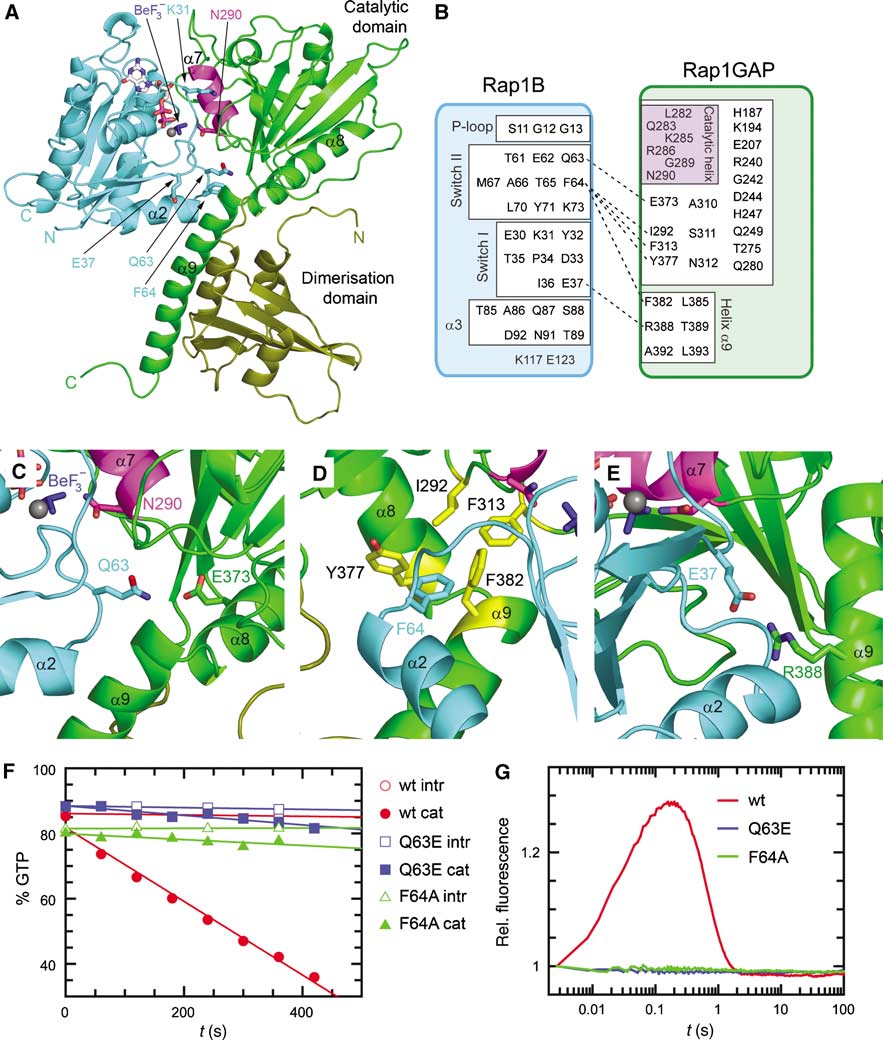 A
BeF₃⁻ K31 N290
Catalytic
domain
α7
α8
C
N
α2
E37
Q63
F64
α9
N
Dimerisation
domain
C
B
Rap1B
Rap1GAP
P-loop
S11 G12 G13
Switch II
T61 E62 Q63
M67 A66 T65 F64
L70 Y71 K73
Switch I
E30 K31 Y32
T35 P34 D33
I36 E37
α3
T85 A86 Q87 S88
D92 N91 T89
K117 E123
L282
Q283
K285
R286
G289
N290
Catalytic helix
H187
K194
E207
R240
G242
D244
H247
Q249
T275
Q280
E373 A310
I292 S311
F313
Y377 N312
F382 L385
R388 T389
A392 L393
Helix α9
C
α7
BeF₃⁻
N290
Q63
E373
α2
α8
α9
D
I292
F313
α8
Y377
F382
F64
α9
α2
E
α7
E37
α9
R388
α2
F
100
80
60
40
% GTP
0 200 400
t (s)
wt intr
wt cat
Q63E intr
Q63E cat
F64A intr
F64A cat
G
Rel. fluorescence
1.2
1
0.01 0.1 1 10 100
t (s)
wt
Q63E
F64A